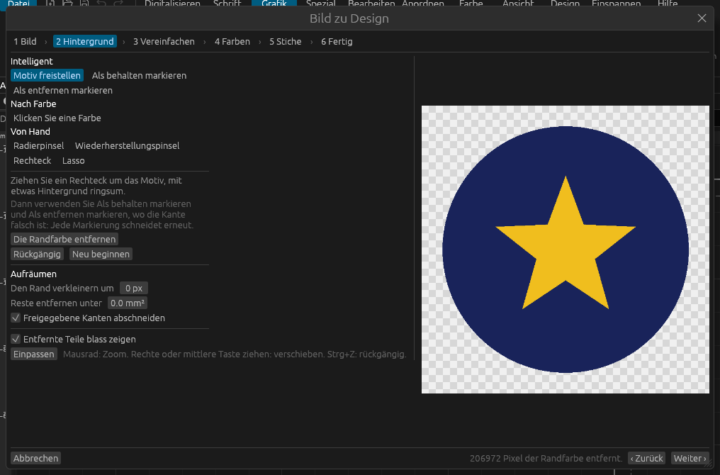 Datei Digitalisieren Schrift Grafik Spezial Bearbeiten Anordnen Farbe Ansicht Design Einspannen Hilfe
Bild zu Design
1 Bild › 2 Hintergrund › 3 Vereinfachen › 4 Farben › 5 Stiche › 6 Fertig
Intelligent
Motiv freistellen Als behalten markieren
Als entfernen markieren
Nach Farbe
Klicken Sie eine Farbe
Von Hand
Radierpinsel Wiederherstellungspinsel
Rechteck Lasso
Ziehen Sie ein Rechteck um das Motiv, mit
etwas Hintergrund ringsum.
Dann verwenden Sie Als behalten markieren
und Als entfernen markieren, wo die Kante
falsch ist: Jede Markierung schneidet erneut.
Die Randfarbe entfernen
Rückgängig Neu beginnen
Aufräumen
Den Rand verkleinern um 0 px
Reste entfernen unter 0.0 mm²
Freigegebene Kanten abschneiden
Entfernte Teile blass zeigen
Einpassen Mausrad: Zoom. Rechte oder mittlere Taste ziehen: verschieben. Strg+Z: rückgängig.
Abbrechen 206972 Pixel der Randfarbe entfernt. ‹ Zurück Weiter ›